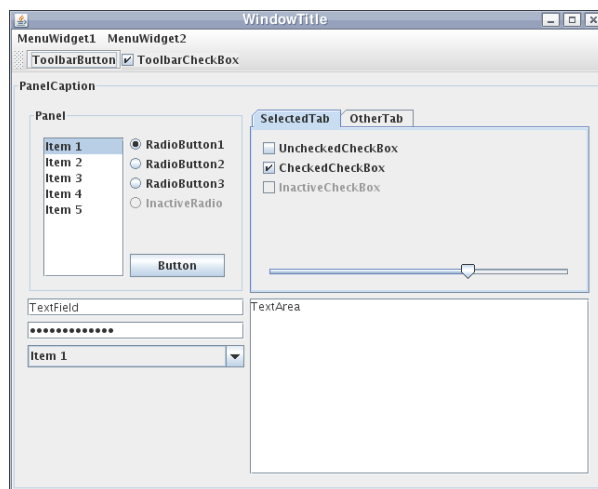 WindowTitle
MenuWidget1 MenuWidget2
ToolbarButton ToolbarCheckBox
PanelCaption
Panel
Item 1
Item 2
Item 3
Item 4
Item 5
RadioButton1
RadioButton2
RadioButton3
InactiveRadio
Button
SelectedTab OtherTab
UncheckedCheckBox
CheckedCheckBox
InactiveCheckBox
TextField
•••••••••••••
Item 1
TextArea